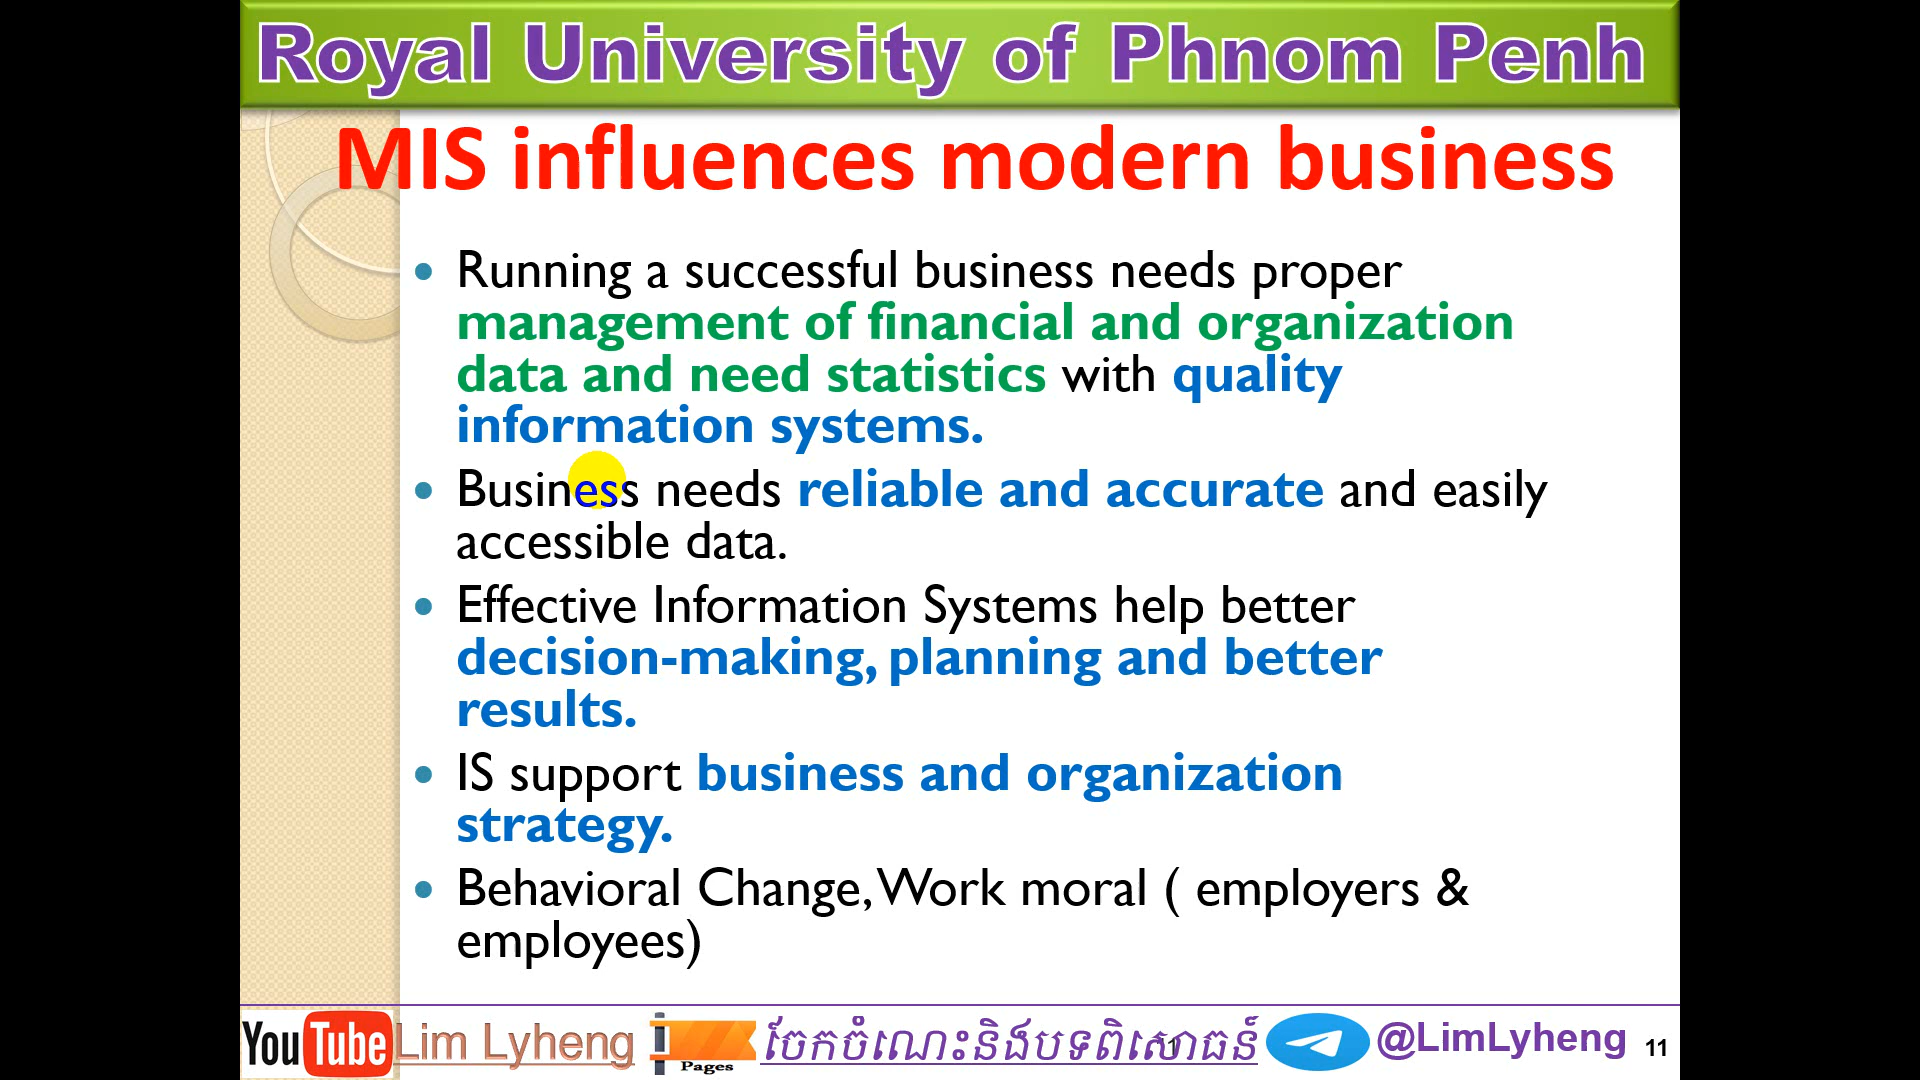 Royal University of Phnom Penh
MIS influences modern business
• Running a successful business needs proper
management of financial and organization
data and need statistics with quality
information systems.
• Business needs reliable and accurate and easily
accessible data.
• Effective Information Systems help better
decision-making, planning and better
results.
• IS support business and organization
strategy.
• Behavioral Change, Work moral ( employers &
employees)
YouTube Lim Lyheng Pages ចែកចំណេះនិងបទពិសោធន៍ @LimLyheng 11